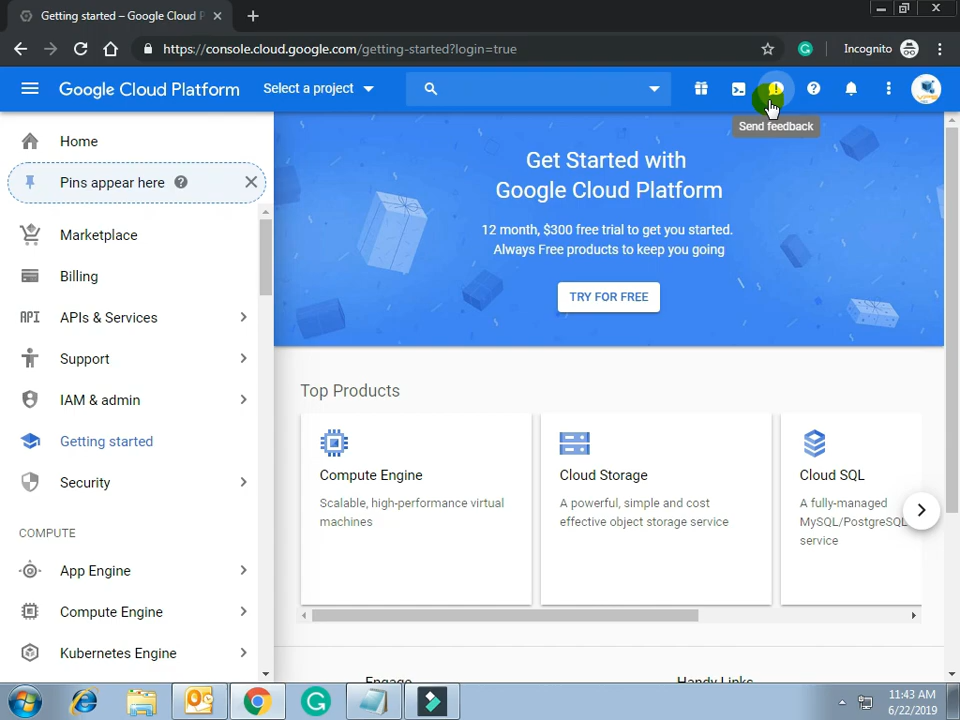 Getting started – Google Cloud P
https://console.cloud.google.com/getting-started?login=true
Incognito
Google Cloud Platform
Select a project
Send feedback
Home
Pins appear here
Marketplace
Billing
API
APIs & Services
Support
IAM & admin
Getting started
Security
COMPUTE
App Engine
Compute Engine
Kubernetes Engine
Get Started with
Google Cloud Platform
12 month, $300 free trial to get you started.
Always Free products to keep you going
TRY FOR FREE
Top Products
Compute Engine
Scalable, high-performance virtual
machines
Cloud Storage
A powerful, simple and cost
effective object storage service
Cloud SQL
A fully-managed
MySQL/PostgreSQL
service
Engage
Handy Links
11:43 AM
6/22/2019